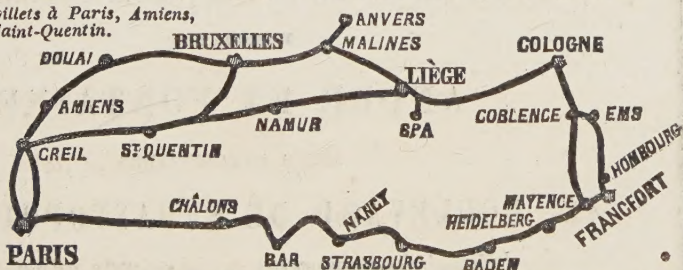 billets à Paris, Amiens,
Saint-Quentin.
ANVERS
BRUXELLES
MALINES
COLOGNE
DOUAI
LIÈGE
AMIENS
COBLENCE
EMS
SPA
NAMUR
CREIL
ST QUENTIN
HOMBOURG
MAYENCE
FRANCFORT
CHÂLONS
NANCY
HEIDELBERG
PARIS
BAR
STRASBOURG
BADEN